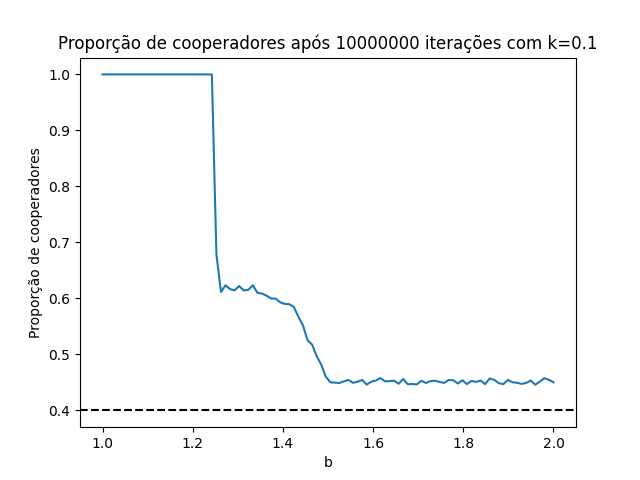 Proporção de cooperadores após 10000000 iterações com k=0.1
Proporção de cooperadores
1.0
0.9
0.8
0.7
0.6
0.5
0.4
1.0 1.2 1.4 1.6 1.8 2.0
b